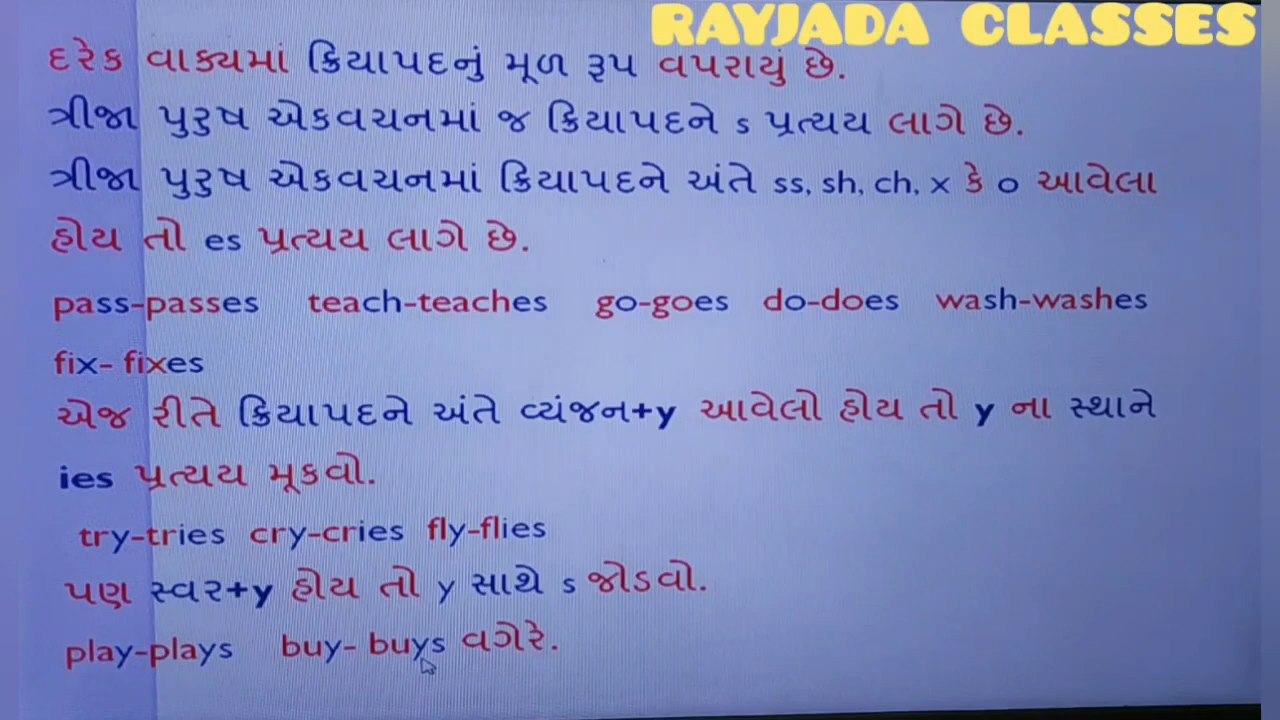 RAYJADA CLASSES
દરેક વાક્યમાં ક્રિયાપદનું મૂળ રૂપ વપરાયું છે.
ત્રીજા પુરુષ એકવચનમાં જ ક્રિયાપદને s પ્રત્યય લાગે છે.
ત્રીજા પુરુષ એકવચનમાં ક્રિયાપદને અંતે ss, sh, ch, x કે o આવેલા
હોય તો es પ્રત્યય લાગે છે.
pass-passes teach-teaches go-goes do-does wash-washes
fix- fixes
એજ રીતે ક્રિયાપદને અંતે વ્યંજન+y આવેલો હોય તો y ના સ્થાને
ies પ્રત્યય મૂકવો.
try-tries cry-cries fly-flies
પણ સ્વર+y હોય તો y સાથે s જોડવો.
play-plays buy- buys વગેરે.